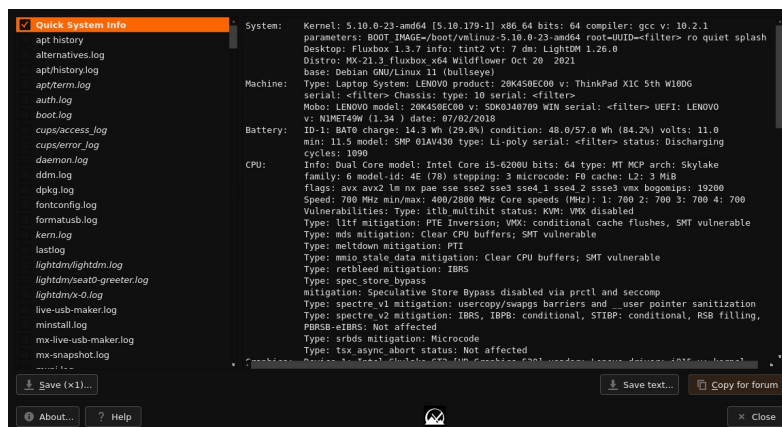 Quick System Info
apt history
alternatives.log
apt/history.log
apt/term.log
auth.log
boot.log
cups/access_log
cups/error_log
daemon.log
ddm.log
dpkg.log
fontconfig.log
formatusb.log
kern.log
lastlog
lightdm/lightdm.log
lightdm/seat0-greeter.log
lightdm/x-0.log
live-usb-maker.log
minstall.log
mx-live-usb-maker.log
mx-snapshot.log
System: Kernel: 5.10.0-23-amd64 [5.10.179-1] x86_64 bits: 64 compiler: gcc v: 10.2.1
parameters: BOOT_IMAGE=/boot/vmlinuz-5.10.0-23-amd64 root=UUID=<filter> ro quiet splash
Desktop: Fluxbox 1.3.7 info: tint2 vt: 7 dm: LightDM 1.26.0
Distro: MX-21.3_fluxbox_x64 Wildflower Oct 20 2021
base: Debian GNU/Linux 11 (bullseye)
Machine: Type: Laptop System: LENOVO product: 20K4S0EC00 v: ThinkPad X1C 5th W10DG
serial: <filter> Chassis: type: 10 serial: <filter>
Mobo: LENOVO model: 20K4S0EC00 v: SDK0J40709 WIN serial: <filter> UEFI: LENOVO
v: N1MET49W (1.34 ) date: 07/02/2018
Battery: ID-1: BAT0 charge: 14.3 Wh (29.8%) condition: 48.0/57.0 Wh (84.2%) volts: 11.0
min: 11.5 model: SMP 01AV430 type: Li-poly serial: <filter> status: Discharging
cycles: 1090
CPU: Info: Dual Core model: Intel Core i5-6200U bits: 64 type: MT MCP arch: Skylake
family: 6 model-id: 4E (78) stepping: 3 microcode: F0 cache: L2: 3 MiB
flags: avx avx2 lm nx pae sse sse2 sse3 sse4_1 sse4_2 ssse3 vmx bogomips: 19200
Speed: 700 MHz min/max: 400/2800 MHz Core speeds (MHz): 1: 700 2: 700 3: 700 4: 700
Vulnerabilities: Type: itlb_multihit status: KVM: VMX disabled
Type: l1tf mitigation: PTE Inversion; VMX: conditional cache flushes, SMT vulnerable
Type: mds mitigation: Clear CPU buffers; SMT vulnerable
Type: meltdown mitigation: PTI
Type: mmio_stale_data mitigation: Clear CPU buffers; SMT vulnerable
Type: retbleed mitigation: IBRS
Type: spec_store_bypass
mitigation: Speculative Store Bypass disabled via prctl and seccomp
Type: spectre_v1 mitigation: usercopy/swapgs barriers and __user pointer sanitization
Type: spectre_v2 mitigation: IBRS, IBPB: conditional, STIBP: conditional, RSB filling,
PBRSB-eIBRS: Not affected
Type: srbds mitigation: Microcode
Type: tsx_async_abort status: Not affected
Save (×1)...
Save text...
Copy for forum
About...
? Help
× Close